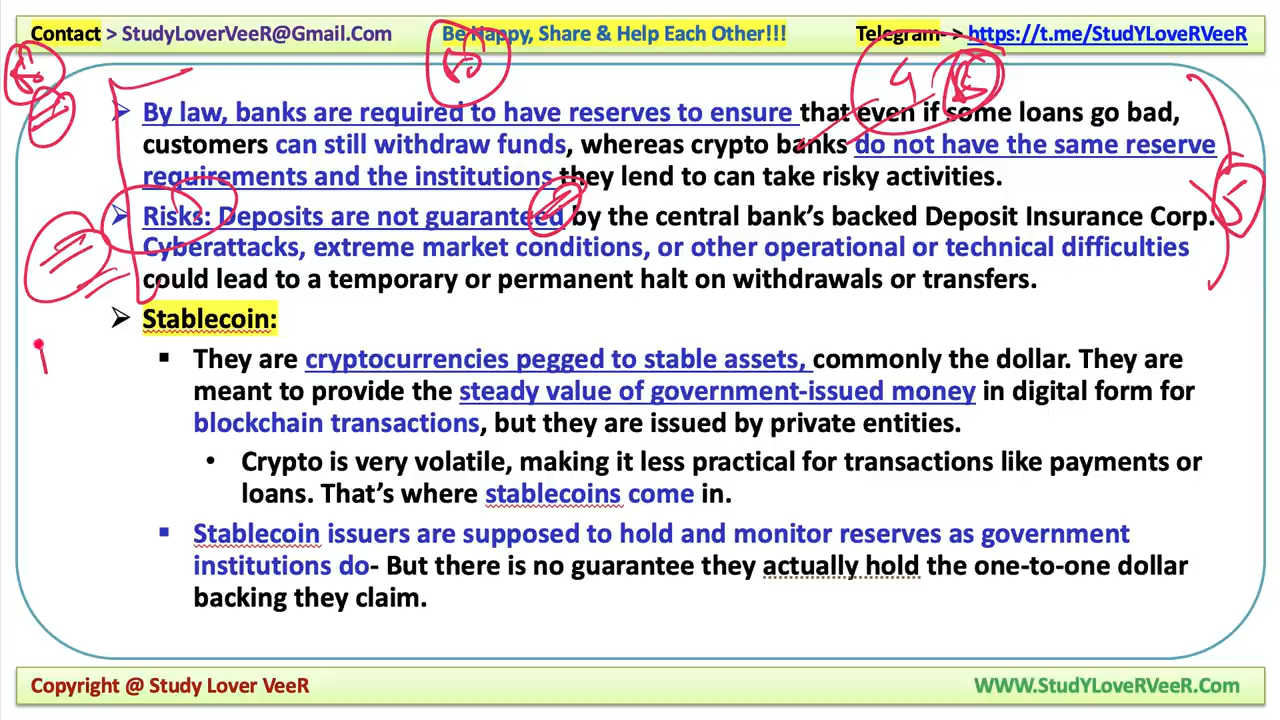 Contact > StudyLoverVeeR@Gmail.Com Be Happy, Share & Help Each Other!!! Telegram- > https://t.me/StudYLoveRVeeR
➤ By law, banks are required to have reserves to ensure that even if some loans go bad,
customers can still withdraw funds, whereas crypto banks do not have the same reserve
requirements and the institutions they lend to can take risky activities.
➤ Risks: Deposits are not guaranteed by the central bank's backed Deposit Insurance Corp.
Cyberattacks, extreme market conditions, or other operational or technical difficulties
could lead to a temporary or permanent halt on withdrawals or transfers.
➤ Stablecoin:
▪ They are cryptocurrencies pegged to stable assets, commonly the dollar. They are
meant to provide the steady value of government-issued money in digital form for
blockchain transactions, but they are issued by private entities.
• Crypto is very volatile, making it less practical for transactions like payments or
loans. That's where stablecoins come in.
▪ Stablecoin issuers are supposed to hold and monitor reserves as government
institutions do- But there is no guarantee they actually hold the one-to-one dollar
backing they claim.
Copyright @ Study Lover VeeR WWW.StudYLoveRVeeR.Com